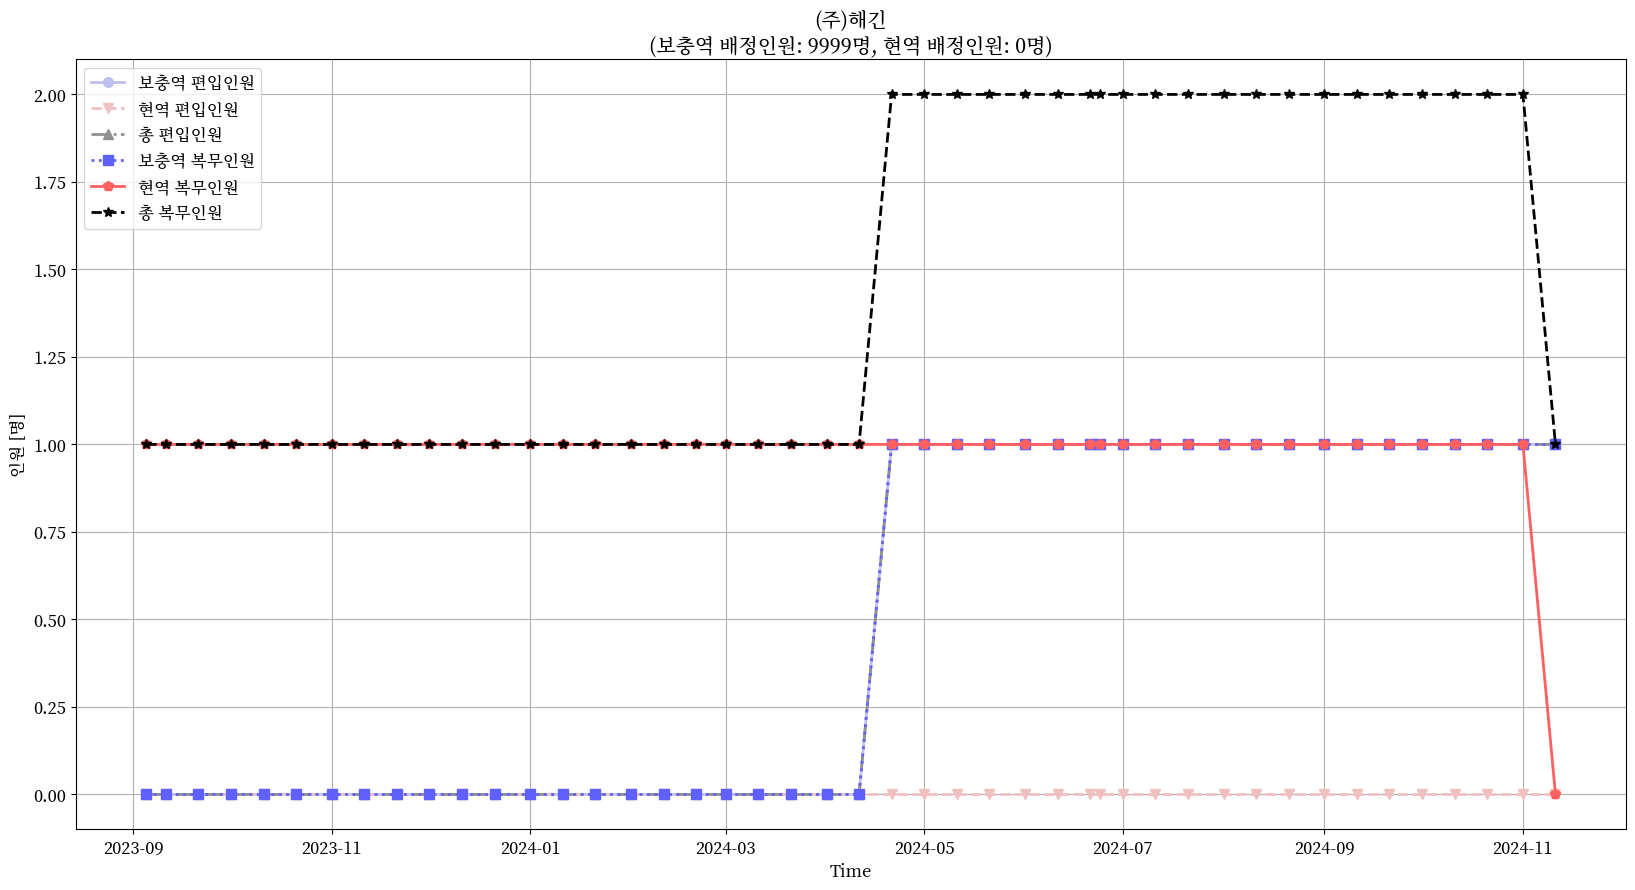 (주)해긴
(보충역 배정인원: 9999명, 현역 배정인원: 0명)
보충역 편입인원
현역 편입인원
총 편입인원
보충역 복무인원
현역 복무인원
총 복무인원
2.00
1.75
1.50
1.25
1.00
0.75
0.50
0.25
0.00
인원 [명]
2023-09
2023-11
2024-01
2024-03
2024-05
2024-07
2024-09
2024-11
Time